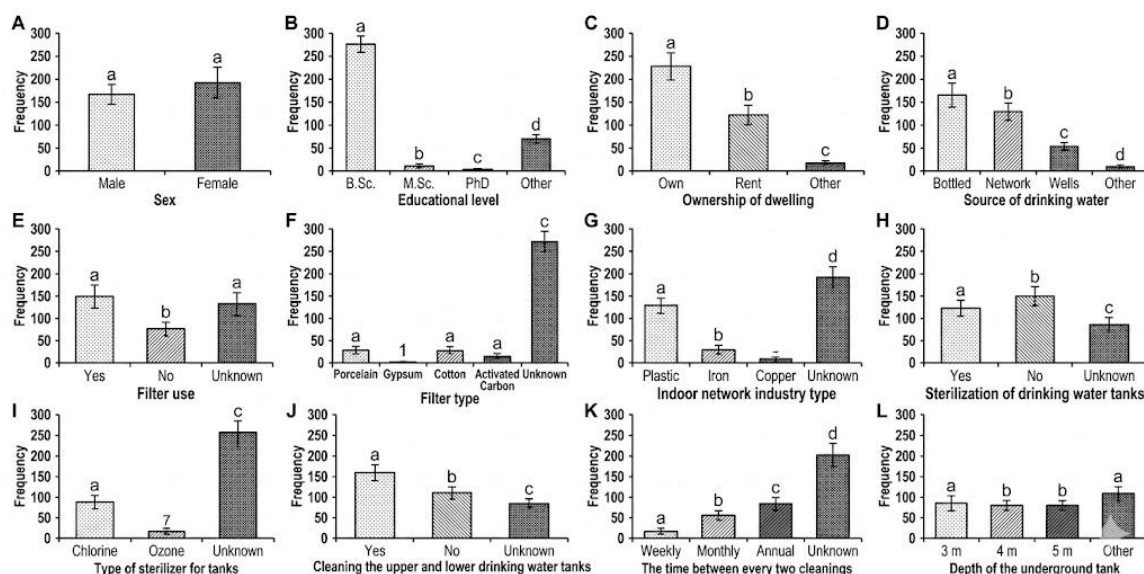 A
300
250
200
150
100
50
0
Frequency
a
a
Male Female
Sex
B
300
250
200
150
100
50
0
Frequency
a
b
c
d
B.Sc. M.Sc. PhD Other
Educational level
C
300
250
200
150
100
50
0
Frequency
a
b
c
Own Rent Other
Ownership of dwelling
D
300
250
200
150
100
50
0
Frequency
a
b
c
d
Bottled Network Wells Other
Source of drinking water
E
300
250
200
150
100
50
0
Frequency
a
b
a
Yes No Unknown
Filter use
F
300
250
200
150
100
50
0
Frequency
a
1
a
a
c
Porcelain Gypsum Cotton Activated Unknown
Carbon
Filter type
G
300
250
200
150
100
50
0
Frequency
a
b
-
d
Plastic Iron Copper Unknown
Indoor network industry type
H
300
250
200
150
100
50
0
Frequency
a
b
c
Yes No Unknown
Sterilization of drinking water tanks
I
300
250
200
150
100
50
0
Frequency
a
7
c
Chlorine Ozone Unknown
Type of sterilizer for tanks
J
300
250
200
150
100
50
0
Frequency
a
b
c
Yes No Unknown
Cleaning the upper and lower drinking water tanks
K
300
250
200
150
100
50
0
Frequency
a
b
c
d
Weekly Monthly Annual Unknown
The time between every two cleanings
L
300
250
200
150
100
50
0
Frequency
a
b
b
a
3 m 4 m 5 m Other
Depth of the underground tank